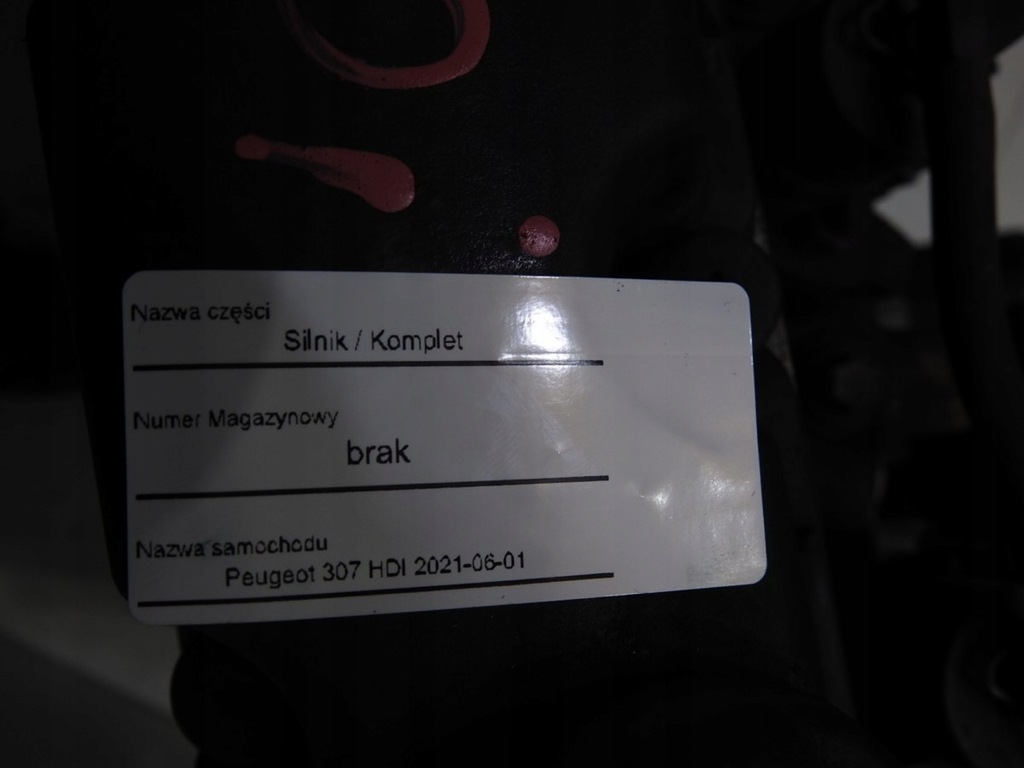 Nazwa części
Silnik / Komplet
Numer Magazynowy
brak
Nazwa samochodu
Peugeot 307 HDI 2021-06-01